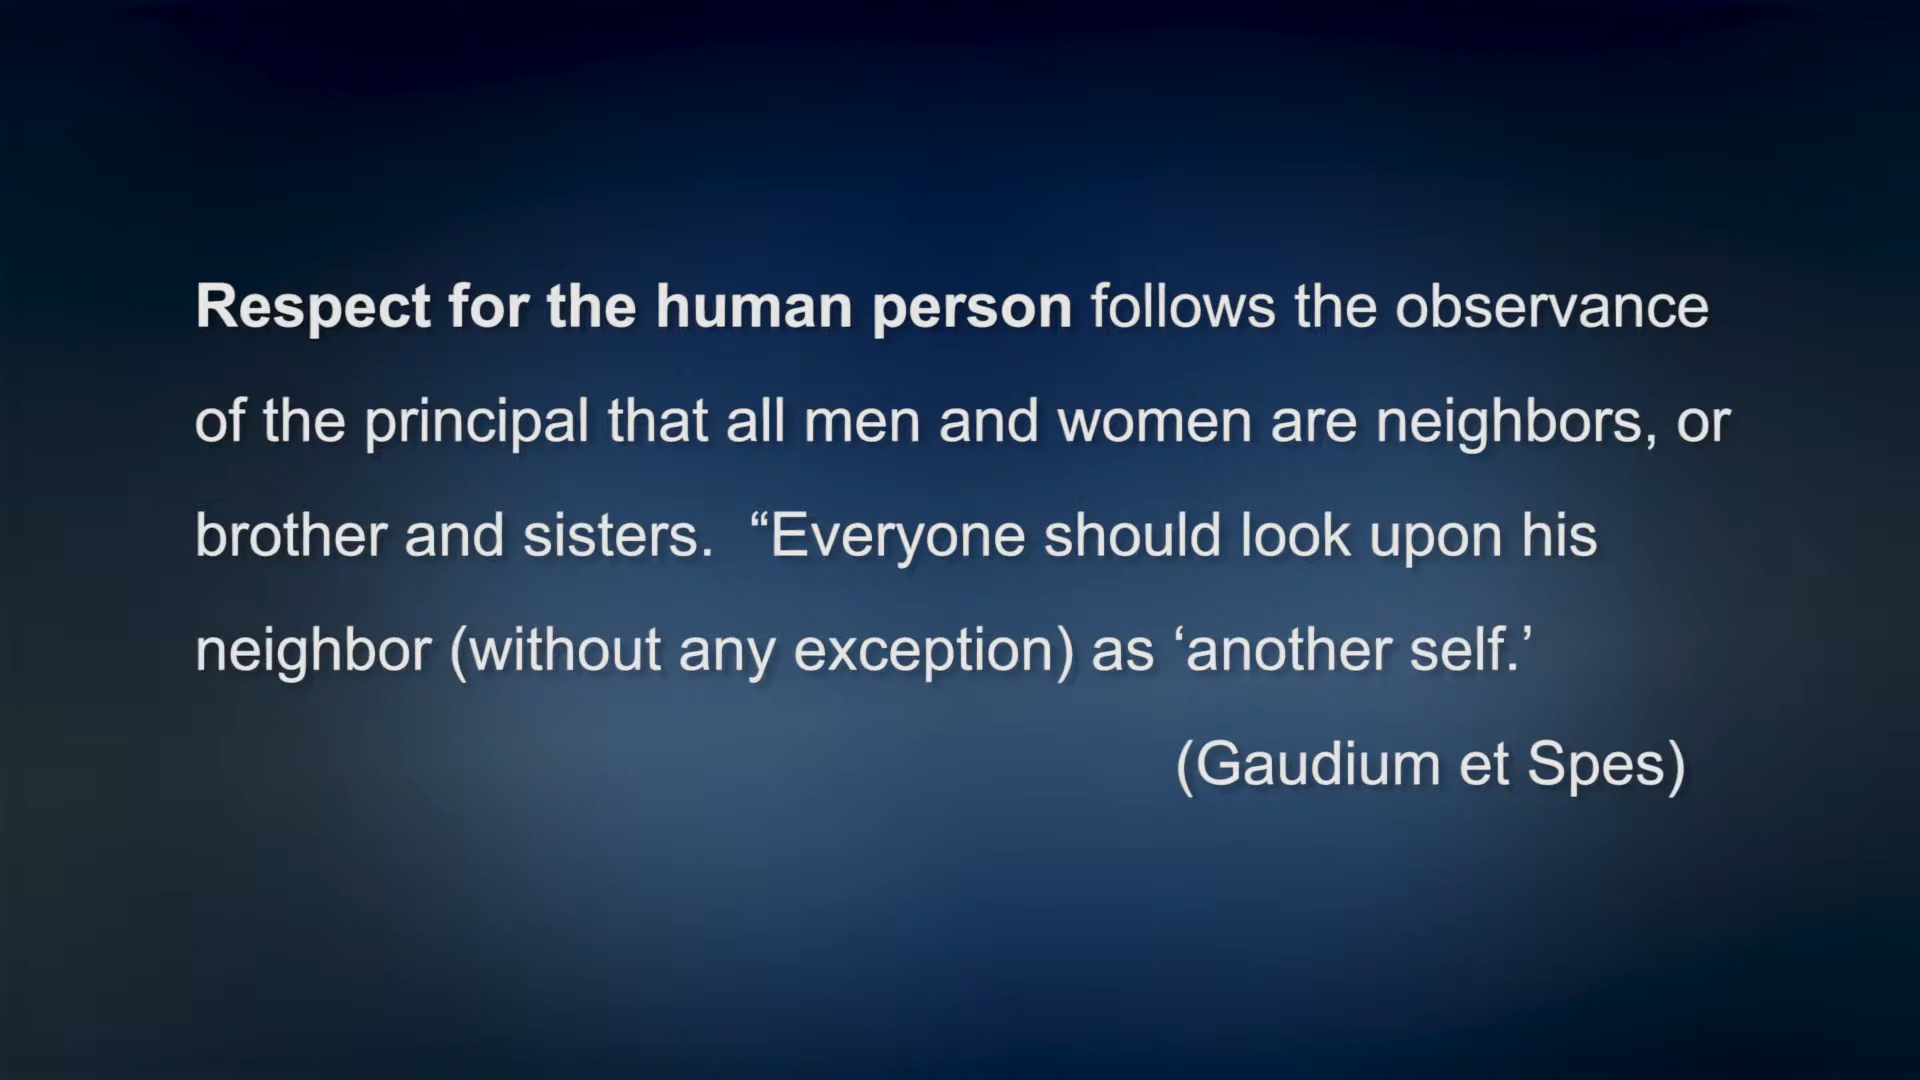 Respect for the human person follows the observance
of the principal that all men and women are neighbors, or
brother and sisters.  “Everyone should look upon his
neighbor (without any exception) as ‘another self.’
(Gaudium et Spes)